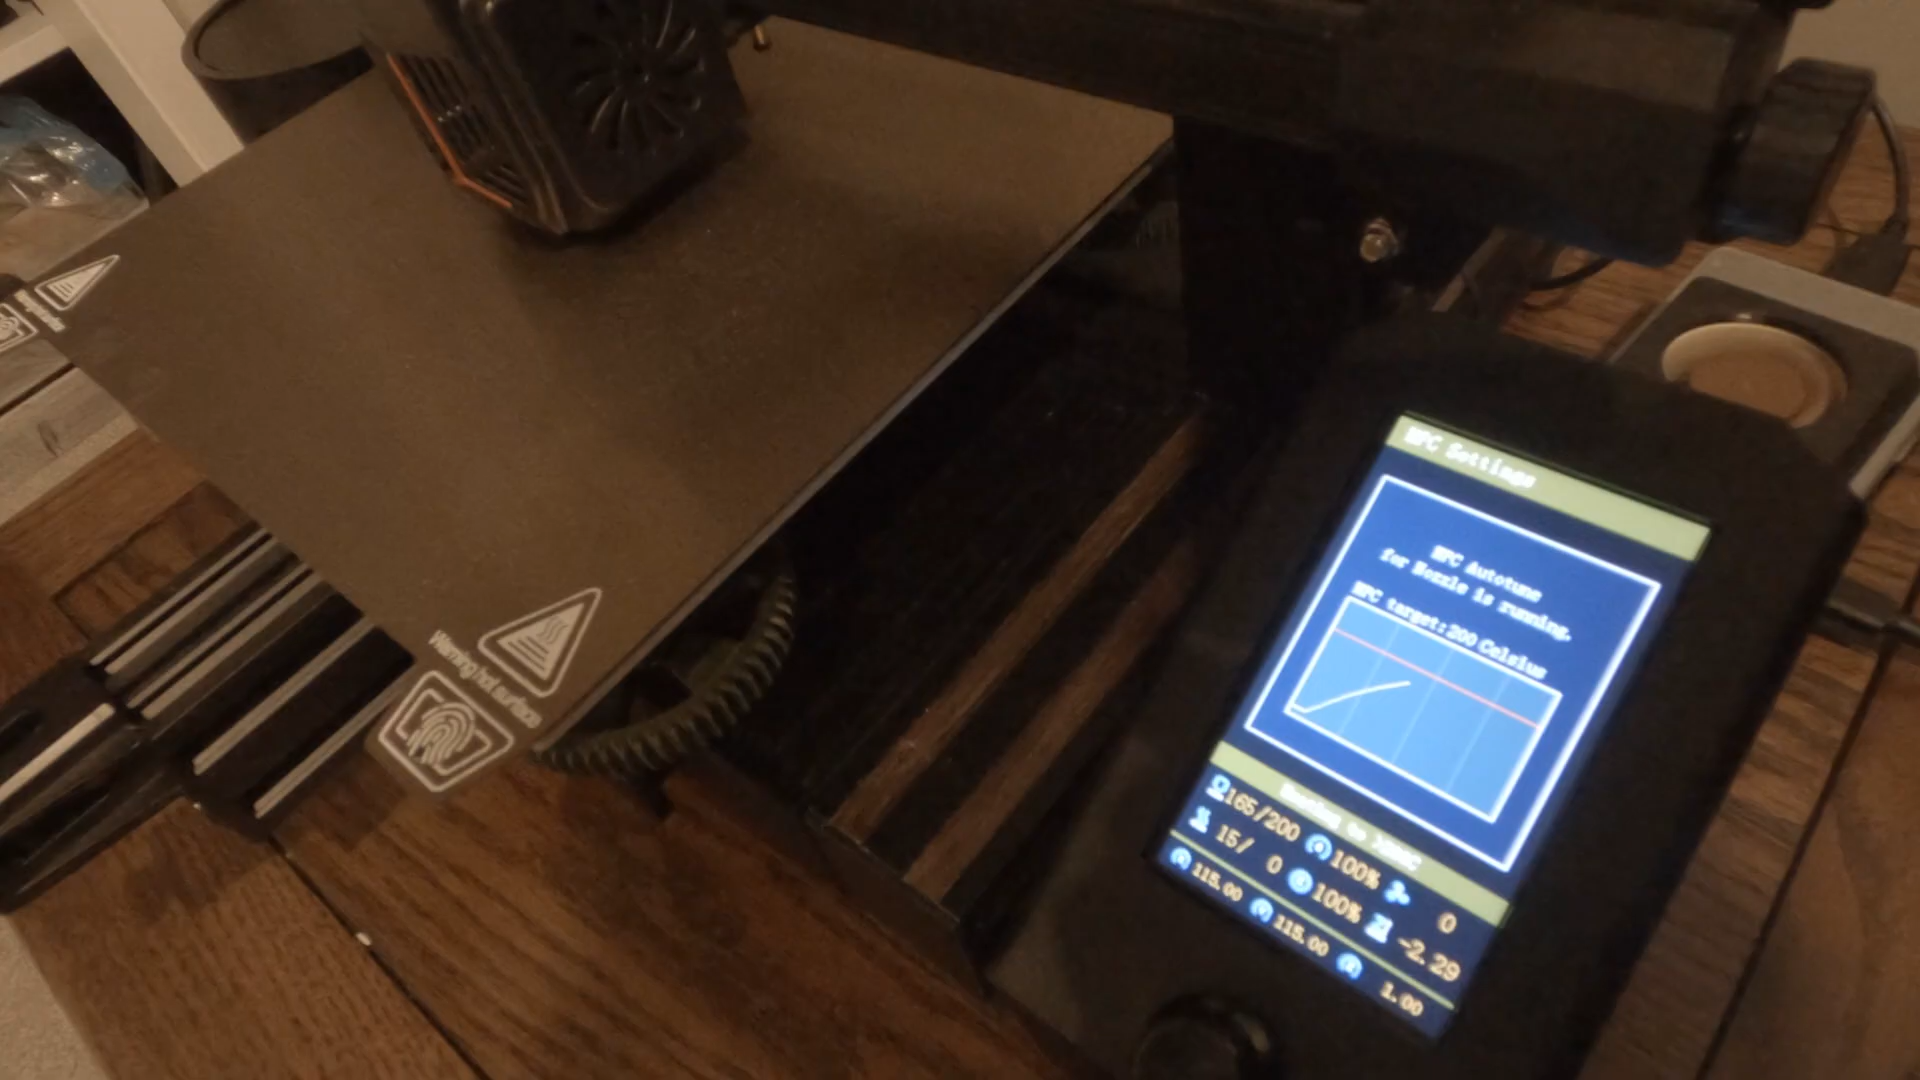 Warning hot surface
MPC Settings
MPC Autotune
for Nozzle is running.
MPC target:200 Celsius
165/200 100% 0
15/ 0 100% -2.29
115.00 115.00 1.00